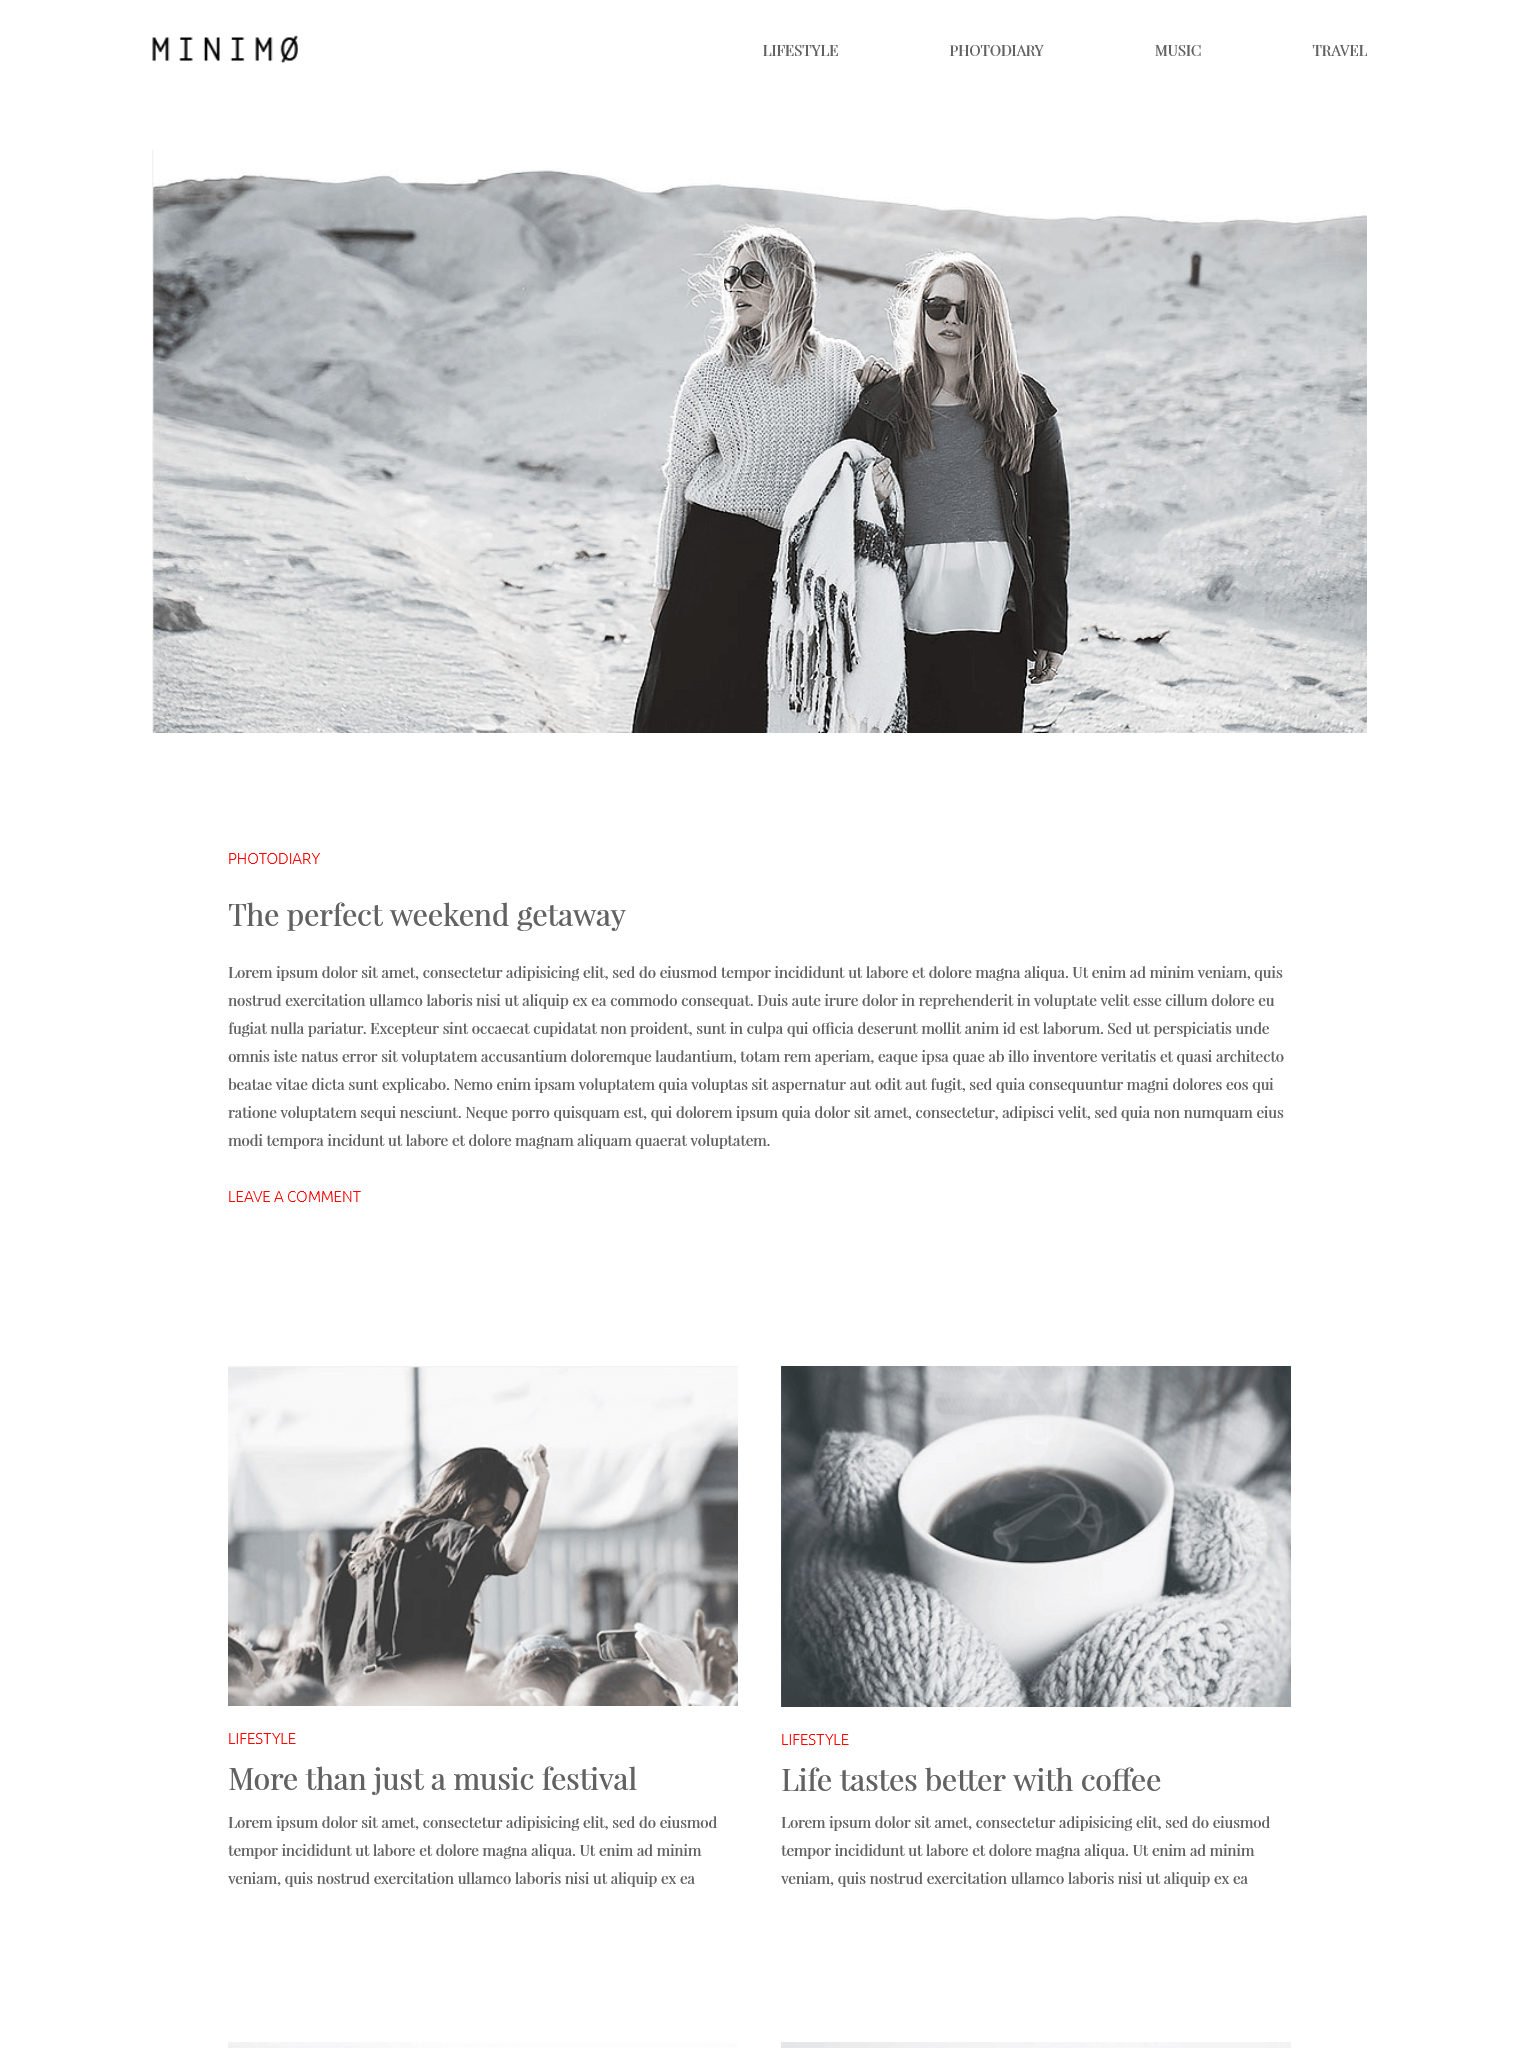 MINIMØ
LIFESTYLE PHOTODIARY MUSIC TRAVEL
PHOTODIARY
The perfect weekend getaway
Lorem ipsum dolor sit amet, consectetur adipisicing elit, sed do eiusmod tempor incididunt ut labore et dolore magna aliqua. Ut enim ad minim veniam, quis
nostrud exercitation ullamco laboris nisi ut aliquip ex ea commodo consequat. Duis aute irure dolor in reprehenderit in voluptate velit esse cillum dolore eu
fugiat nulla pariatur. Excepteur sint occaecat cupidatat non proident, sunt in culpa qui officia deserunt mollit anim id est laborum. Sed ut perspiciatis unde
omnis iste natus error sit voluptatem accusantium doloremque laudantium, totam rem aperiam, eaque ipsa quae ab illo inventore veritatis et quasi architecto
beatae vitae dicta sunt explicabo. Nemo enim ipsam voluptatem quia voluptas sit aspernatur aut odit aut fugit, sed quia consequuntur magni dolores eos qui
ratione voluptatem sequi nesciunt. Neque porro quisquam est, qui dolorem ipsum quia dolor sit amet, consectetur, adipisci velit, sed quia non numquam eius
modi tempora incidunt ut labore et dolore magnam aliquam quaerat voluptatem.
LEAVE A COMMENT
LIFESTYLE
More than just a music festival
Lorem ipsum dolor sit amet, consectetur adipisicing elit, sed do eiusmod
tempor incididunt ut labore et dolore magna aliqua. Ut enim ad minim
veniam, quis nostrud exercitation ullamco laboris nisi ut aliquip ex ea
LIFESTYLE
Life tastes better with coffee
Lorem ipsum dolor sit amet, consectetur adipisicing elit, sed do eiusmod
tempor incididunt ut labore et dolore magna aliqua. Ut enim ad minim
veniam, quis nostrud exercitation ullamco laboris nisi ut aliquip ex ea